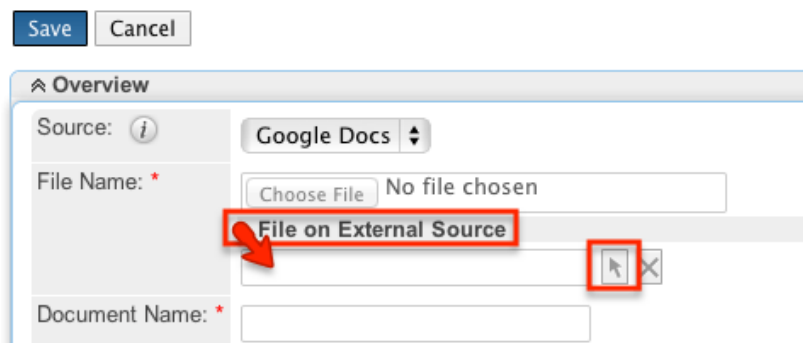 Save Cancel
Overview
Source: i Google Docs
File Name: * Choose File No file chosen
File on External Source
Document Name: *